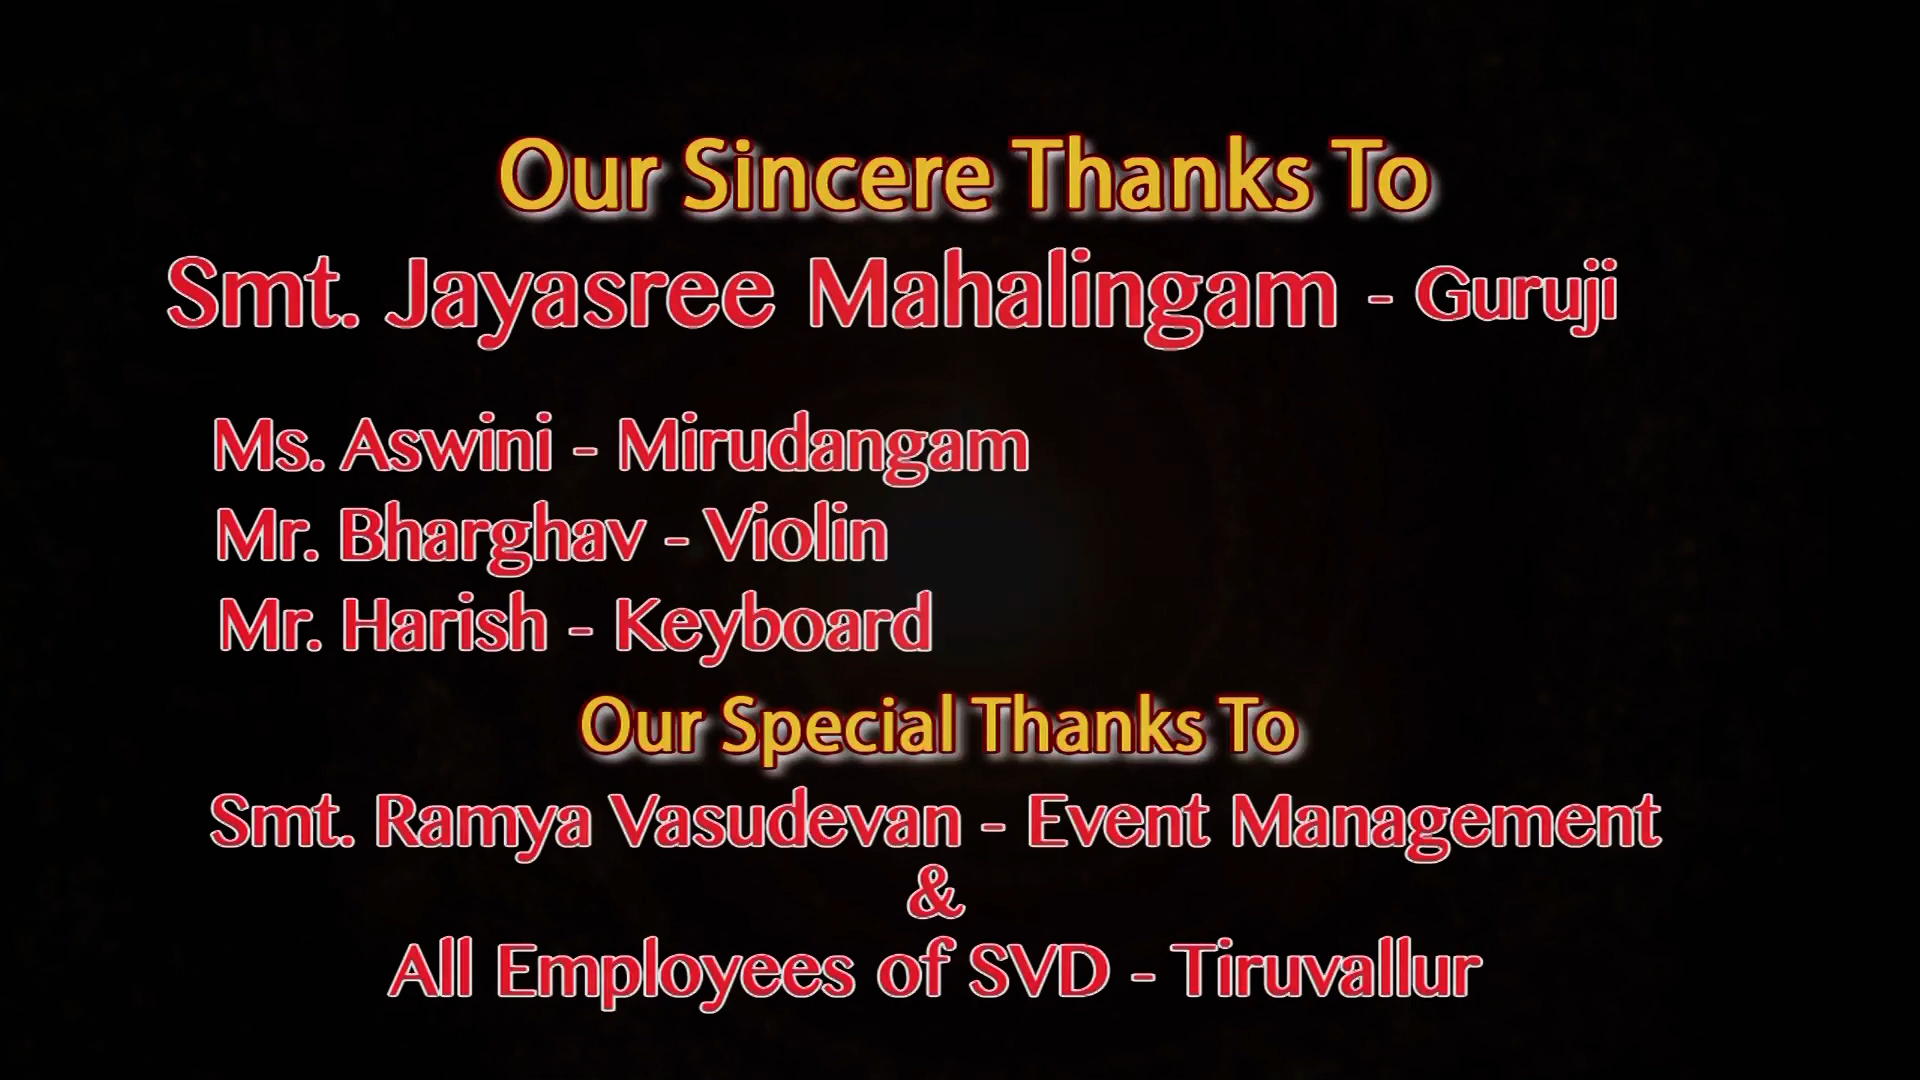 Our Sincere Thanks To
Smt. Jayasree Mahalingam - Guruji
Ms. Aswini - Mirudangam
Mr. Bharghav - Violin
Mr. Harish - Keyboard
Our Special Thanks To
Smt. Ramya Vasudevan - Event Management
&
All Employees of SVD - Tiruvallur